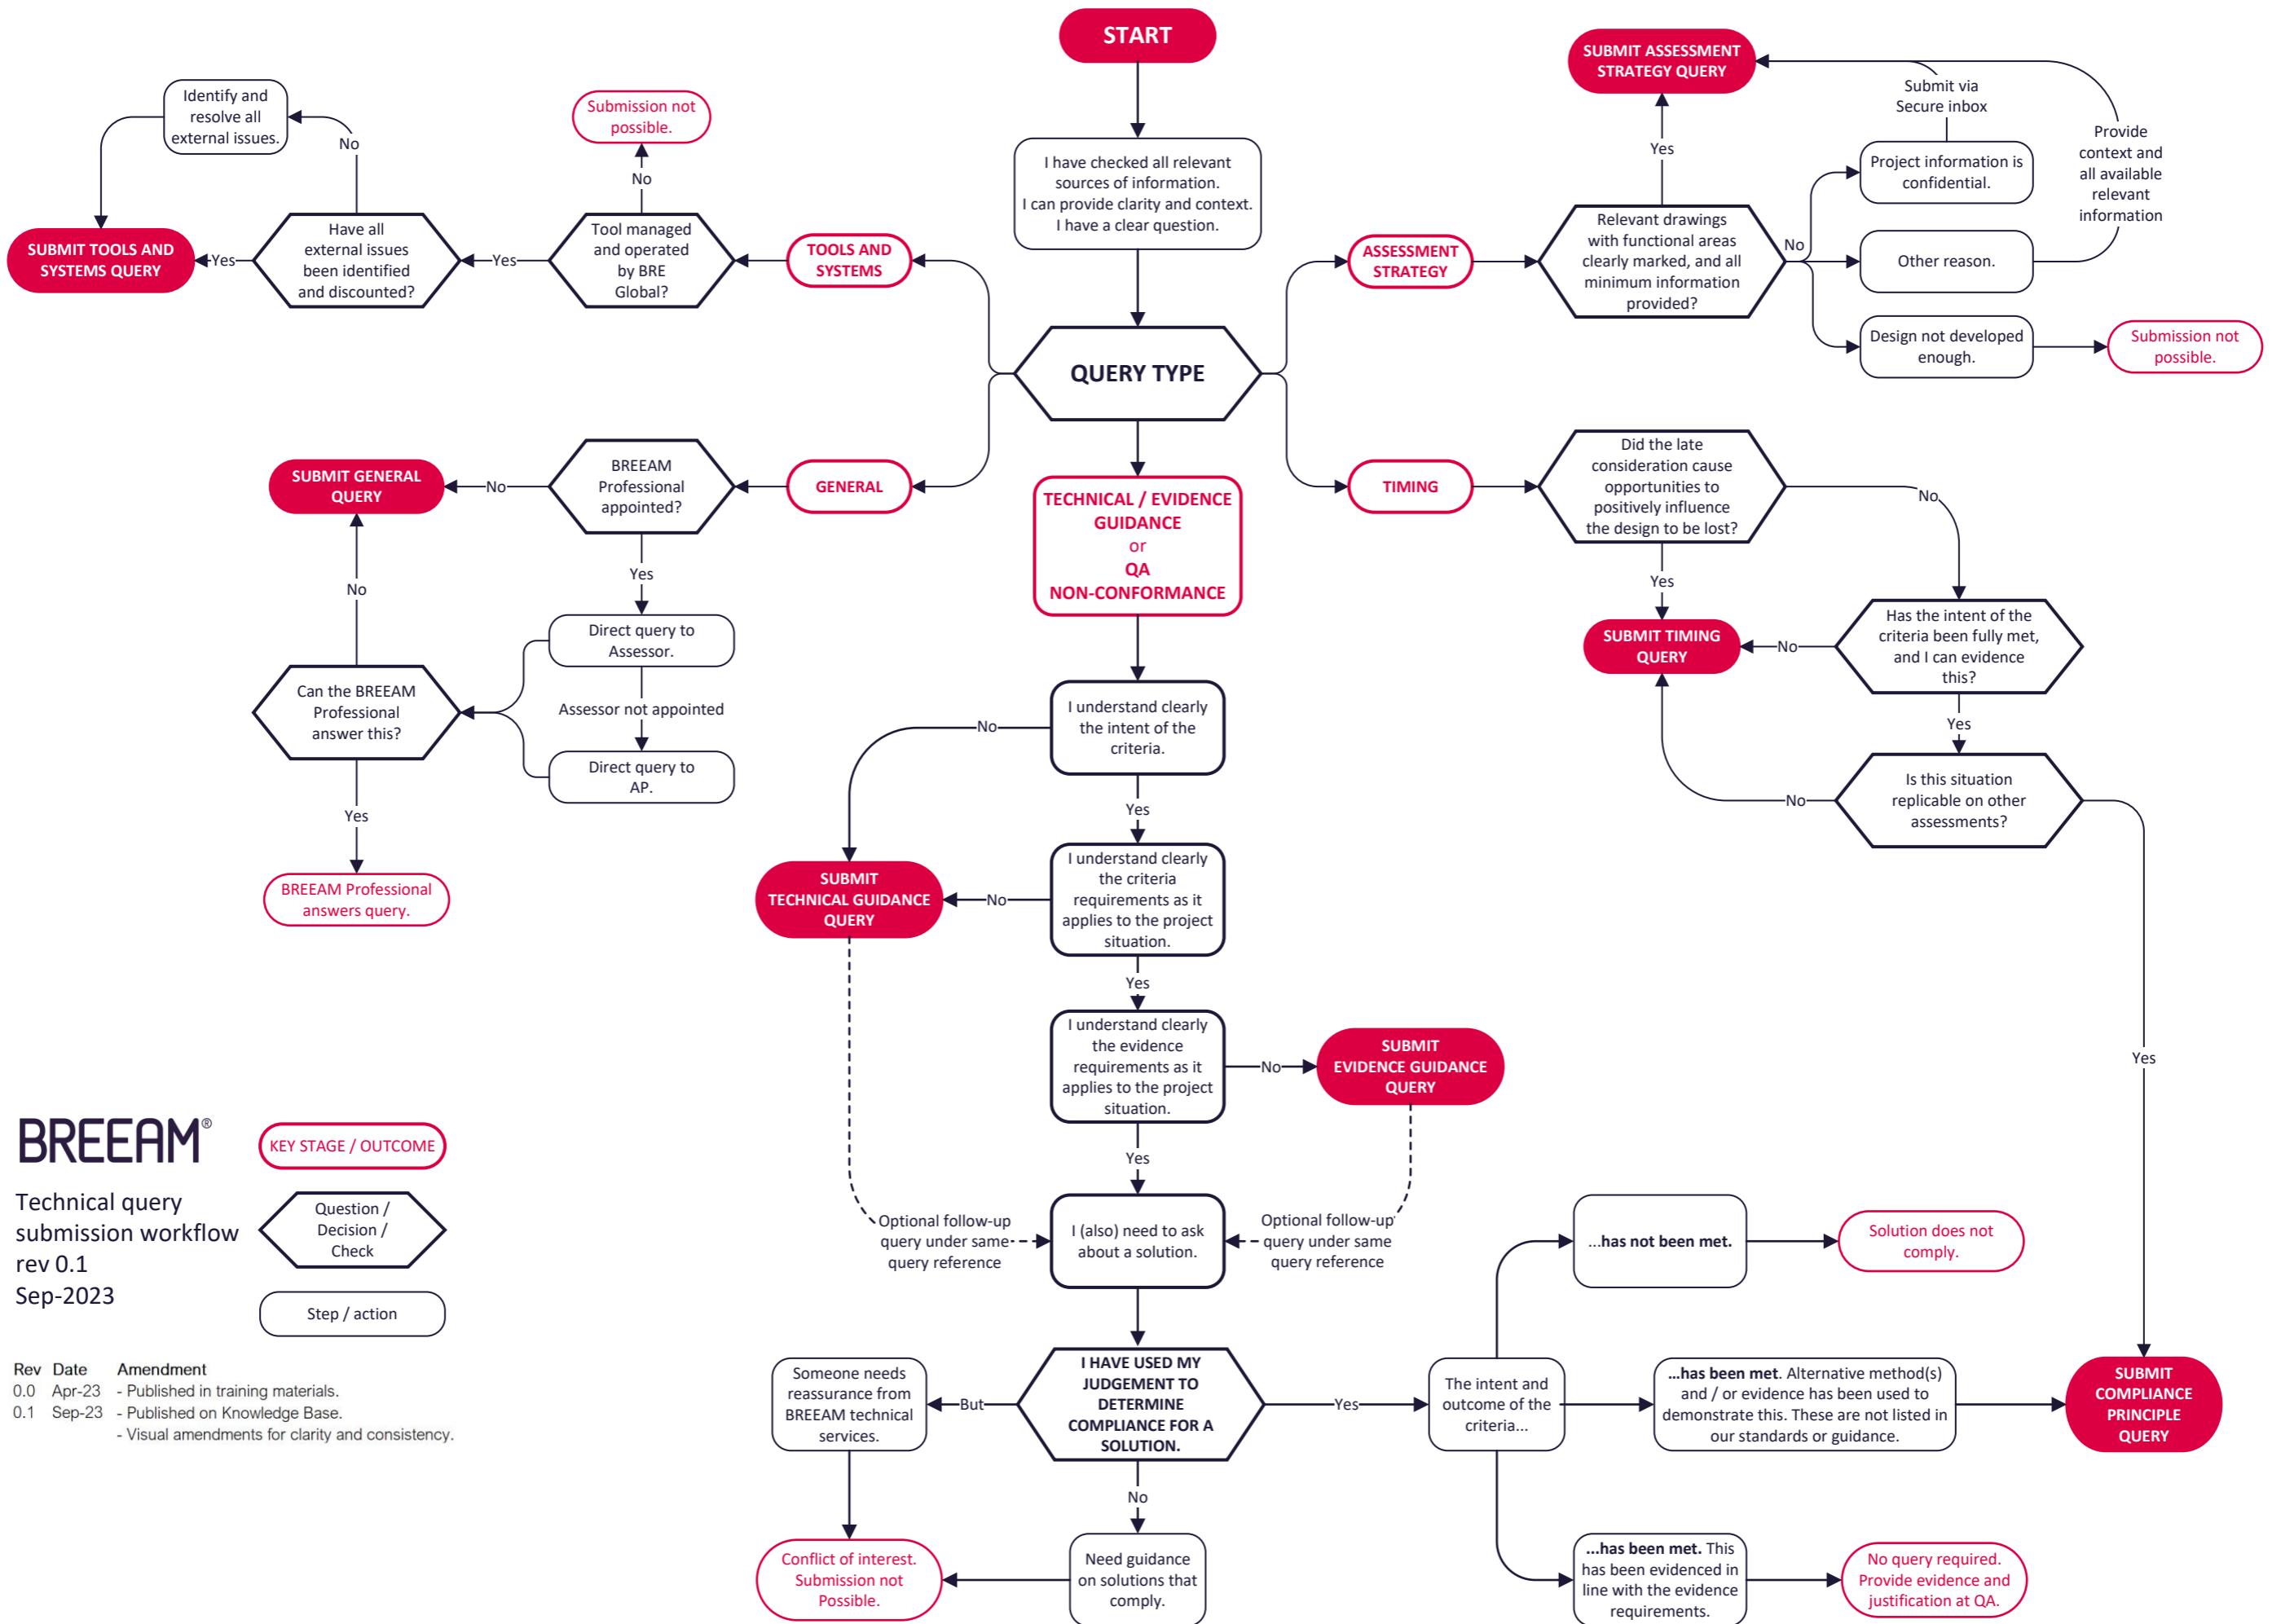 START
I have checked all relevant
sources of information.
I can provide clarity and context.
I have a clear question.
QUERY TYPE
Identify and
resolve all
external issues.
No
Submission not
possible.
No
SUBMIT TOOLS AND
SYSTEMS QUERY
Yes
Have all
external issues
been identified
and discounted?
Yes
Tool managed
and operated
by BRE
Global?
TOOLS AND
SYSTEMS
SUBMIT ASSESSMENT
STRATEGY QUERY
Submit via
Secure inbox
Provide
context and
all available
relevant
information
Yes
Project information is
confidential.
ASSESSMENT
STRATEGY
Relevant drawings
with functional areas
clearly marked, and all
minimum information
provided?
No
Other reason.
Design not developed
enough.
Submission not
possible.
SUBMIT GENERAL
QUERY
No
BREEAM
Professional
appointed?
GENERAL
Yes
No
Direct query to
Assessor.
Can the BREEAM
Professional
answer this?
Assessor not appointed
Direct query to
AP.
Yes
BREEAM Professional
answers query.
TIMING
Did the late
consideration cause
opportunities to
positively influence
the design to be lost?
No
Yes
SUBMIT TIMING
QUERY
No
Has the intent of the
criteria been fully met,
and I can evidence
this?
Yes
No
Is this situation
replicable on other
assessments?
Yes
TECHNICAL / EVIDENCE
GUIDANCE
or
QA
NON-CONFORMANCE
No
I understand clearly
the intent of the
criteria.
Yes
SUBMIT
TECHNICAL GUIDANCE
QUERY
No
I understand clearly
the criteria
requirements as it
applies to the project
situation.
Yes
I understand clearly
the evidence
requirements as it
applies to the project
situation.
No
SUBMIT
EVIDENCE GUIDANCE
QUERY
Yes
Optional follow-up
query under same
query reference
I (also) need to ask
about a solution.
Optional follow-up
query under same
query reference
Someone needs
reassurance from
BREEAM technical
services.
But
I HAVE USED MY
JUDGEMENT TO
DETERMINE
COMPLIANCE FOR A
SOLUTION.
Yes
The intent and
outcome of the
criteria...
...has not been met.
Solution does not
comply.
...has been met. Alternative method(s)
and / or evidence has been used to
demonstrate this. These are not listed in
our standards or guidance.
SUBMIT
COMPLIANCE
PRINCIPLE
QUERY
No
Conflict of interest.
Submission not
Possible.
Need guidance
on solutions that
comply.
...has been met. This
has been evidenced in
line with the evidence
requirements.
No query required.
Provide evidence and
justification at QA.
BREEAM®
Technical query
submission workflow
rev 0.1
Sep-2023
KEY STAGE / OUTCOME
Question /
Decision /
Check
Step / action
Rev Date Amendment
0.0 Apr-23 - Published in training materials.
0.1 Sep-23 - Published on Knowledge Base.
- Visual amendments for clarity and consistency.